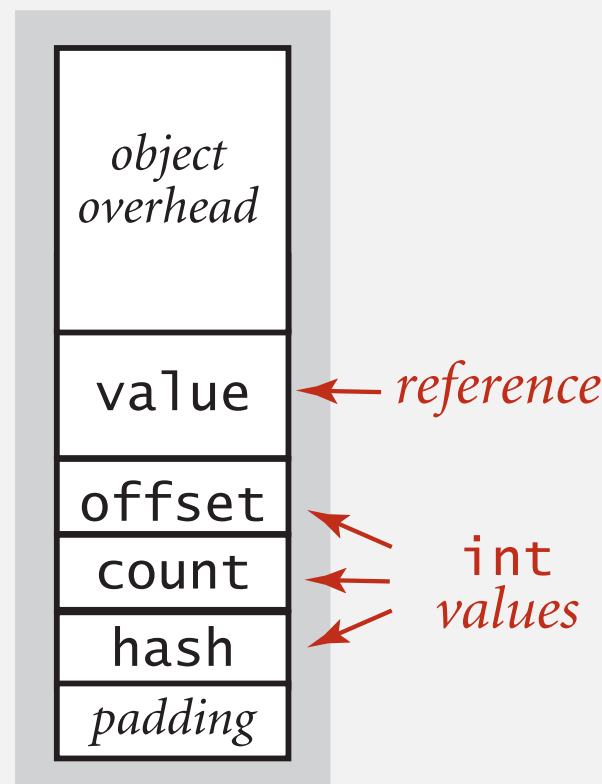 object
overhead
value
reference
offset
count
int
values
hash
padding